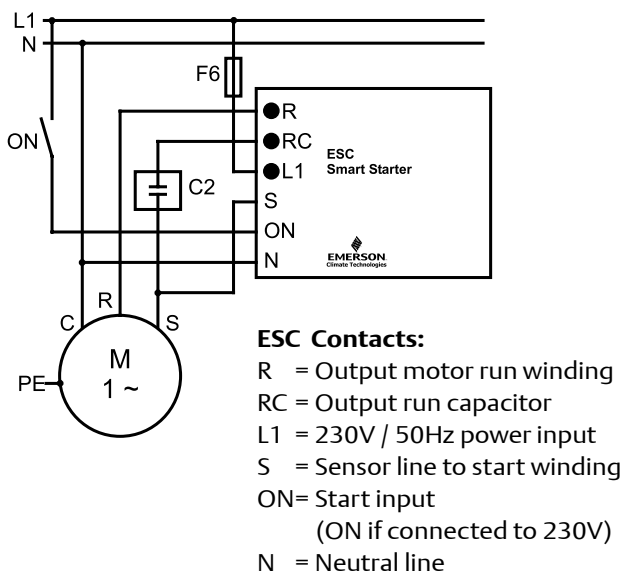 L1
N
F6
R
ON
RC
ESC
Smart Starter
L1
C2
S
ON
N
EMERSON
Climate Technologies
R
C
S
M
1 ~
PE
ESC Contacts:
R = Output motor run winding
RC = Output run capacitor
L1 = 230V / 50Hz power input
S = Sensor line to start winding
ON= Start input
(ON if connected to 230V)
N = Neutral line